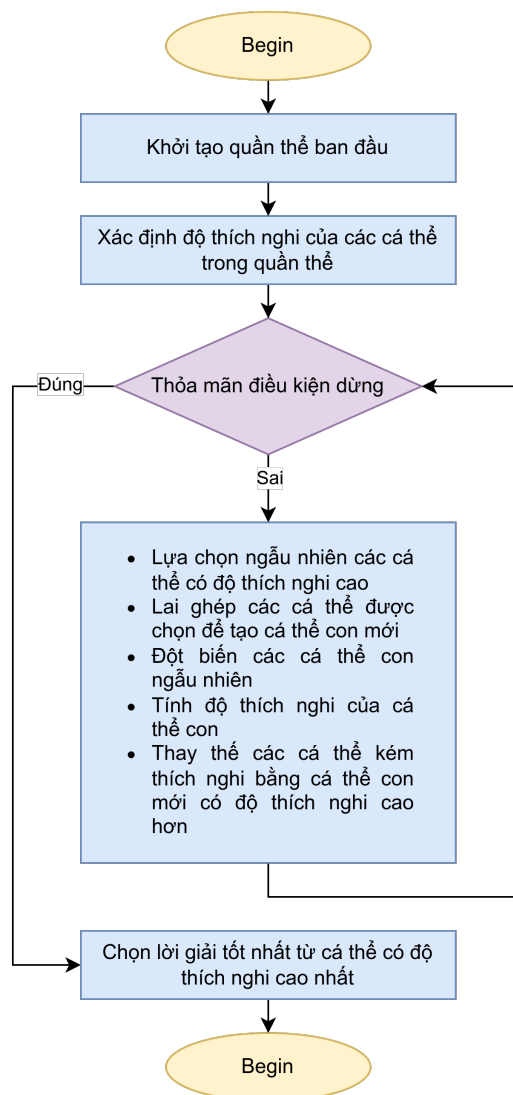 Begin
Khởi tạo quần thể ban đầu
Xác định độ thích nghi của các cá thể
trong quần thể
Đúng
Thỏa mãn điều kiện dừng
Sai
• Lựa chọn ngẫu nhiên các cá
thể có độ thích nghi cao
• Lai ghép các cá thể được
chọn để tạo cá thể con mới
• Đột biến các cá thể con
ngẫu nhiên
• Tính độ thích nghi của cá
thể con
• Thay thế các cá thể kém
thích nghi bằng cá thể con
mới có độ thích nghi cao
hơn
Chọn lời giải tốt nhất từ cá thể có độ
thích nghi cao nhất
Begin